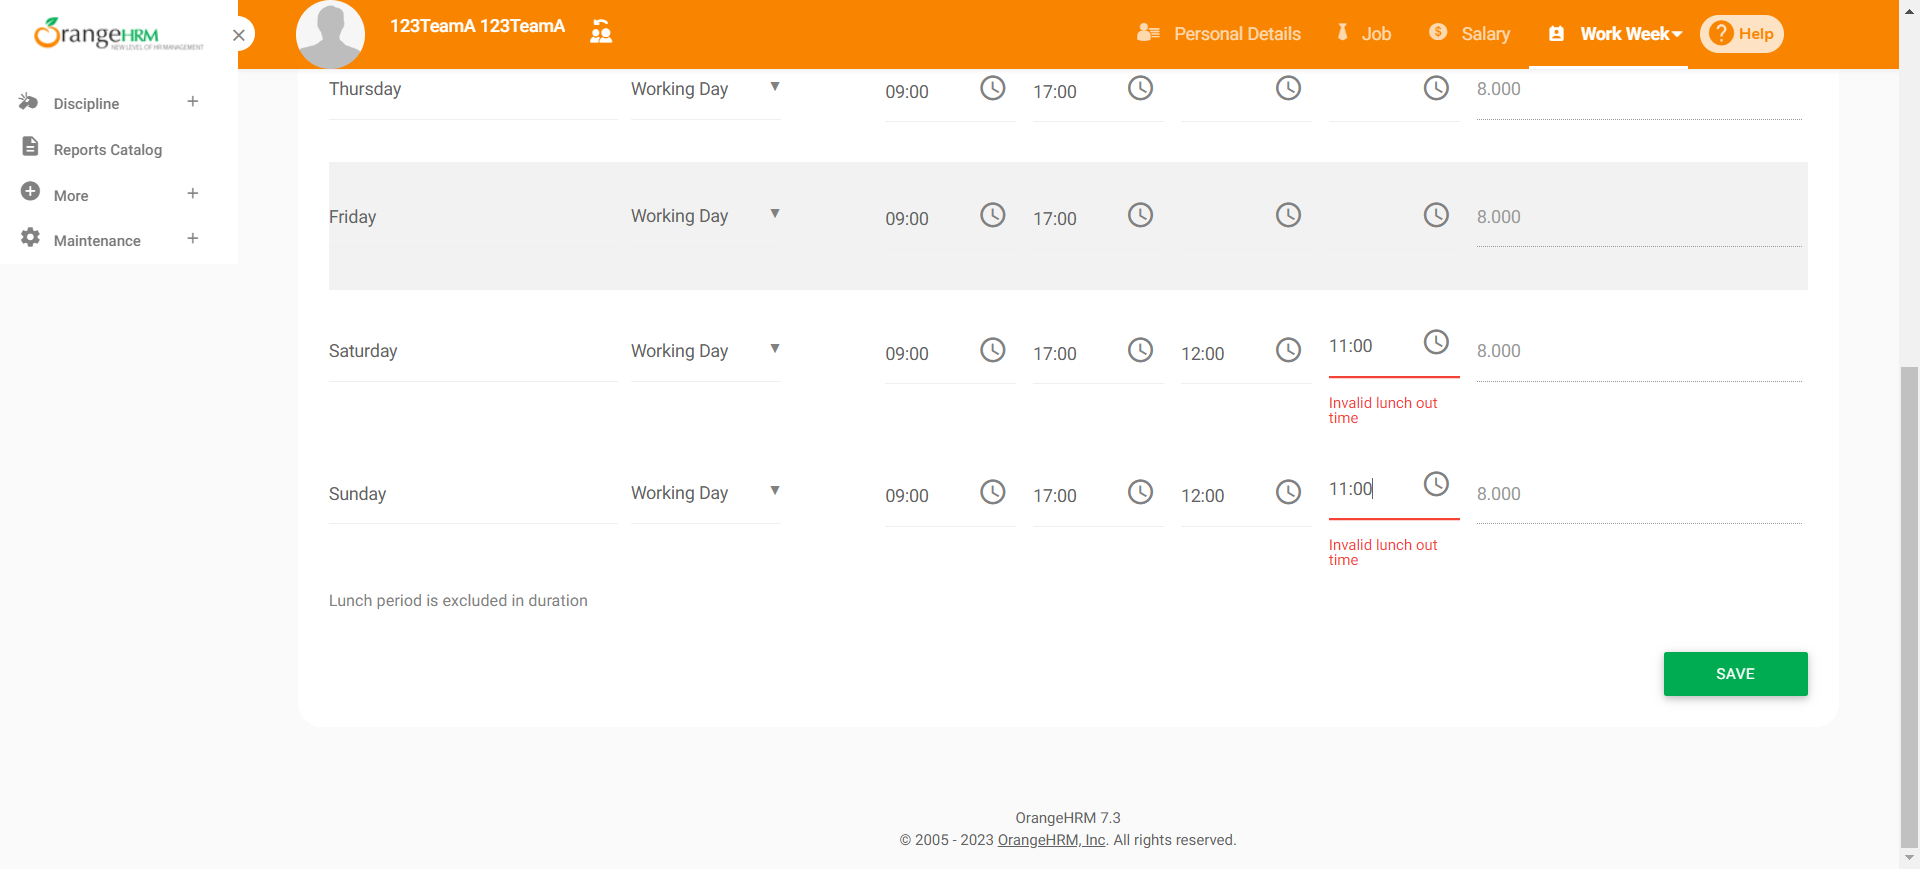 OrangeHRM
NEW LEVEL OF HR MANAGEMENT
123TeamA 123TeamA
Personal Details
Job
Salary
Work Week
? Help
Discipline
Reports Catalog
More
Maintenance
Thursday Working Day 09:00 17:00 8.000
Friday Working Day 09:00 17:00 8.000
Saturday Working Day 09:00 17:00 12:00 11:00 8.000
Invalid lunch out
time
Sunday Working Day 09:00 17:00 12:00 11:00 8.000
Invalid lunch out
time
Lunch period is excluded in duration
SAVE
OrangeHRM 7.3
© 2005 - 2023 OrangeHRM, Inc. All rights reserved.